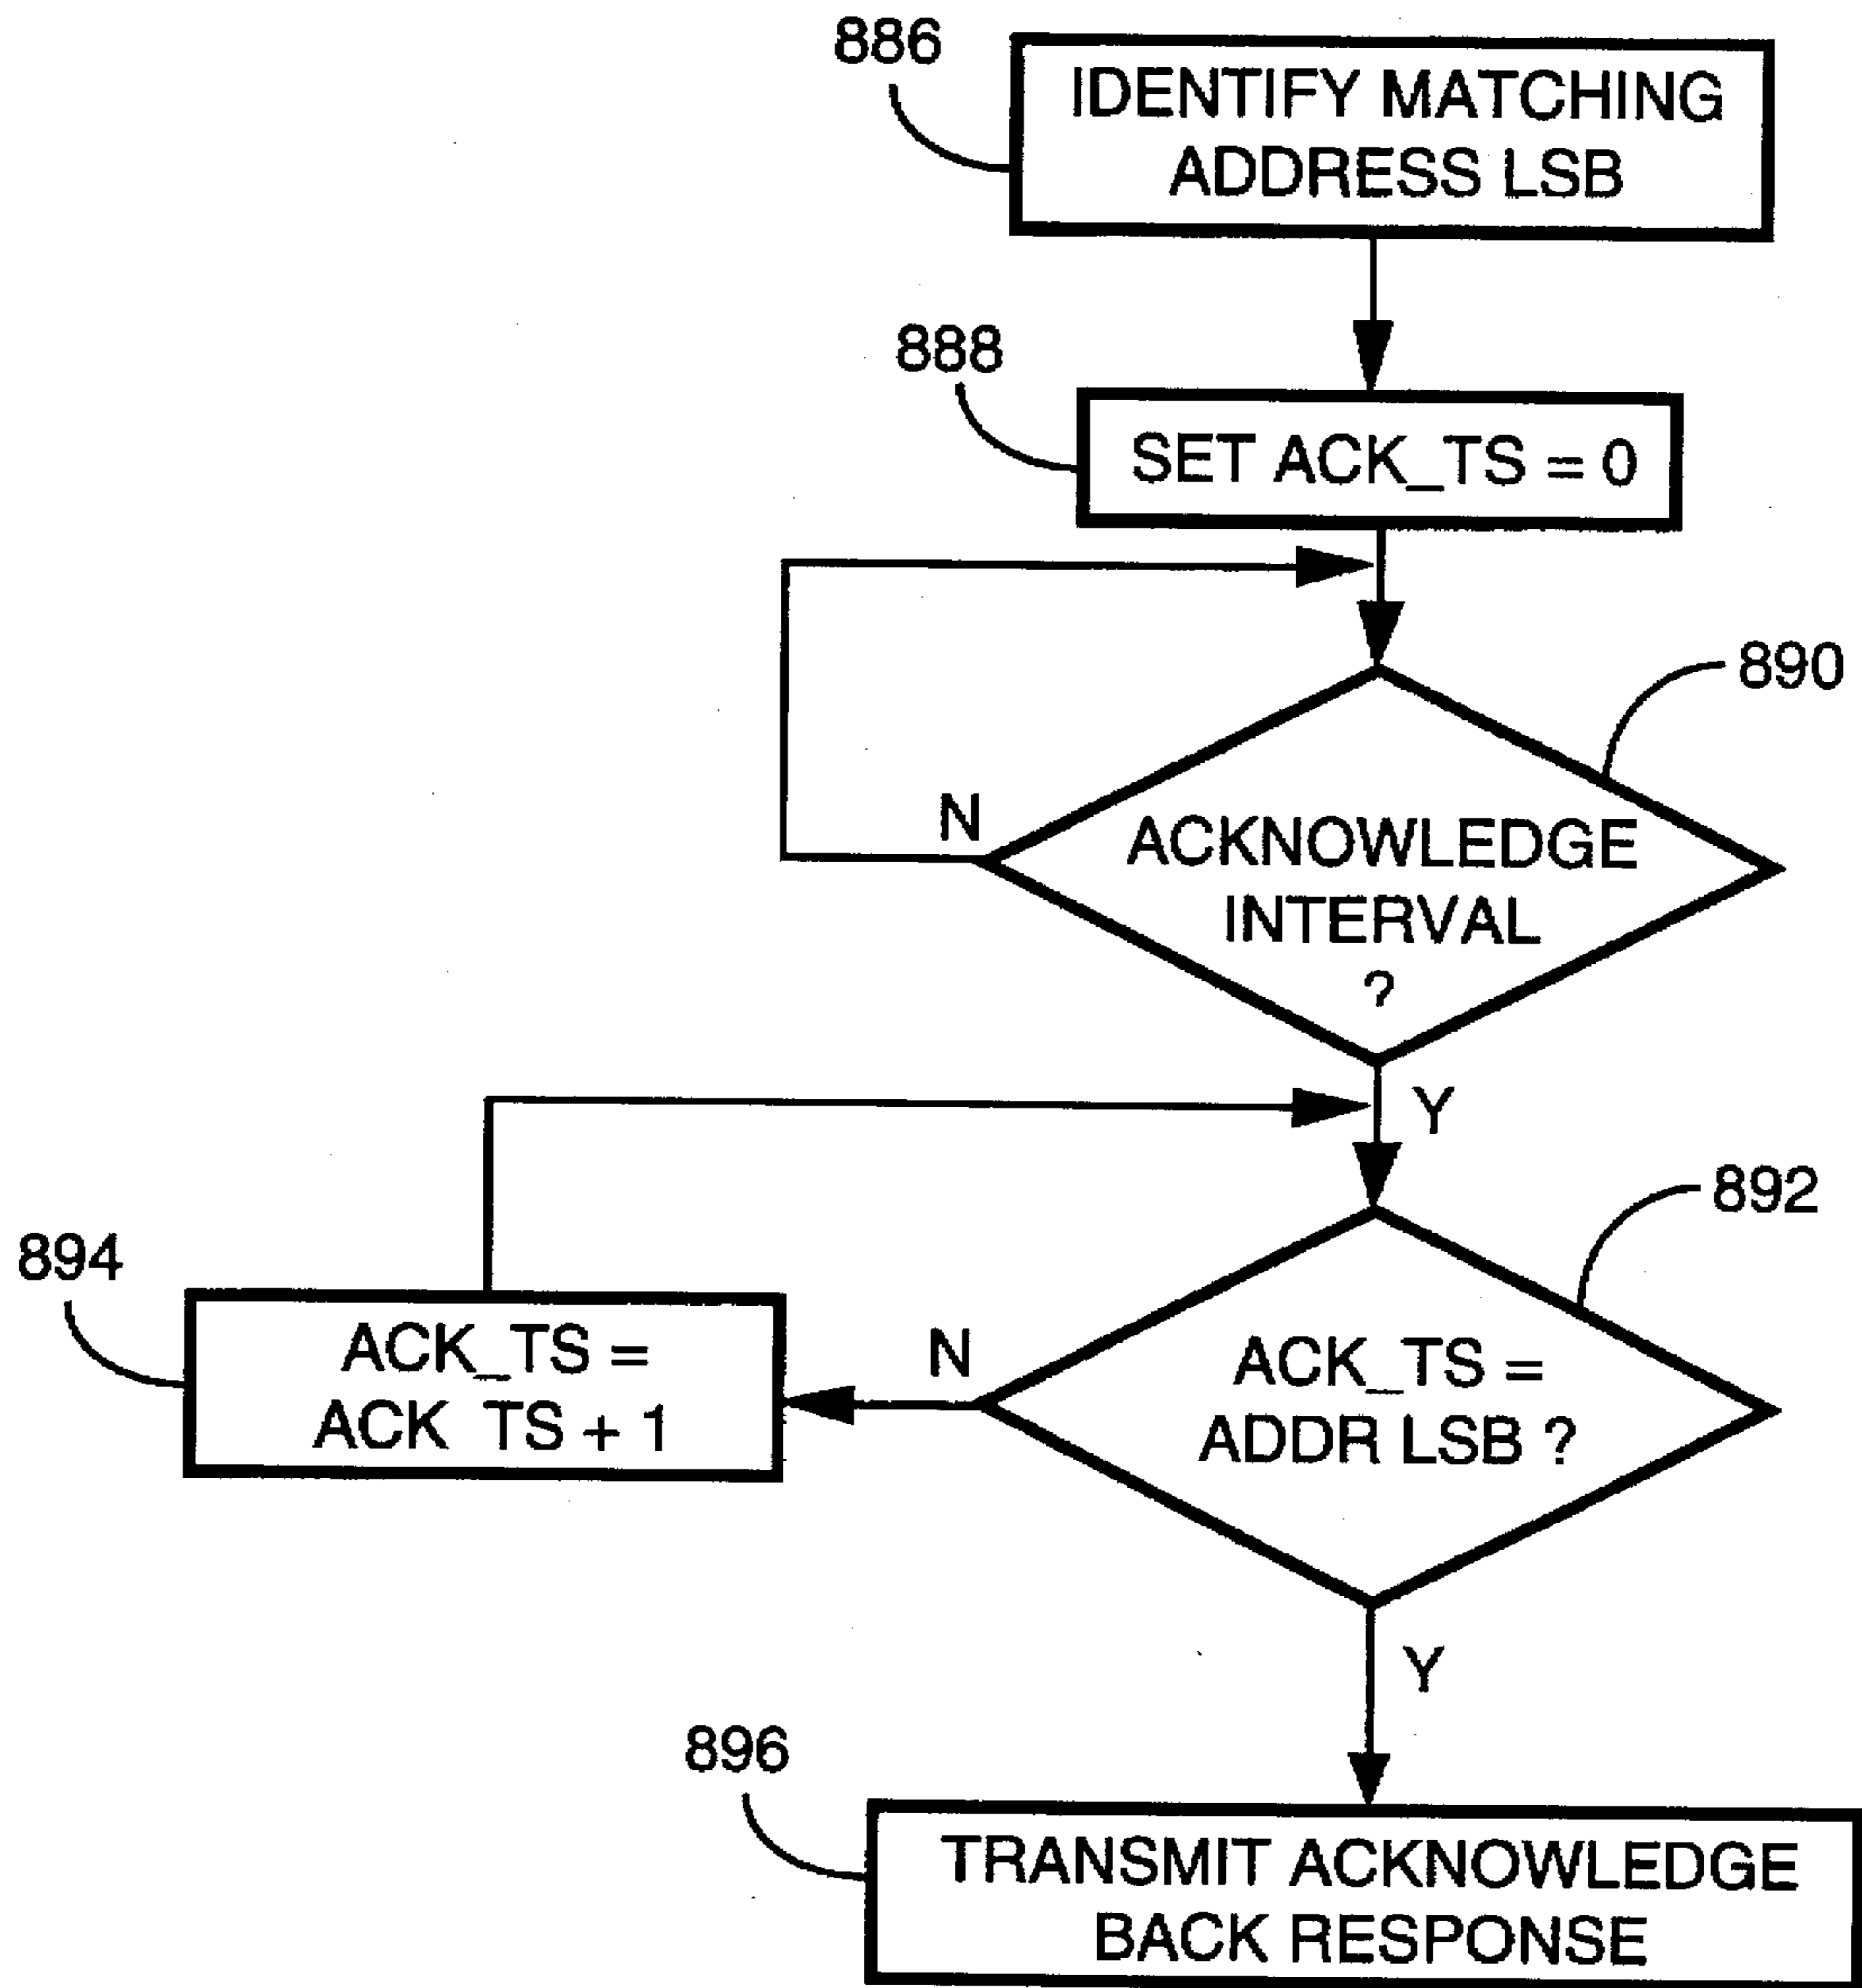 886
IDENTIFY MATCHING
ADDRESS LSB
888
SET ACK_TS = 0
890
N
ACKNOWLEDGE
INTERVAL
?
Y
892
894
ACK_TS =
ACK TS + 1
N
ACK_TS =
ADDR LSB ?
Y
896
TRANSMIT ACKNOWLEDGE
BACK RESPONSE